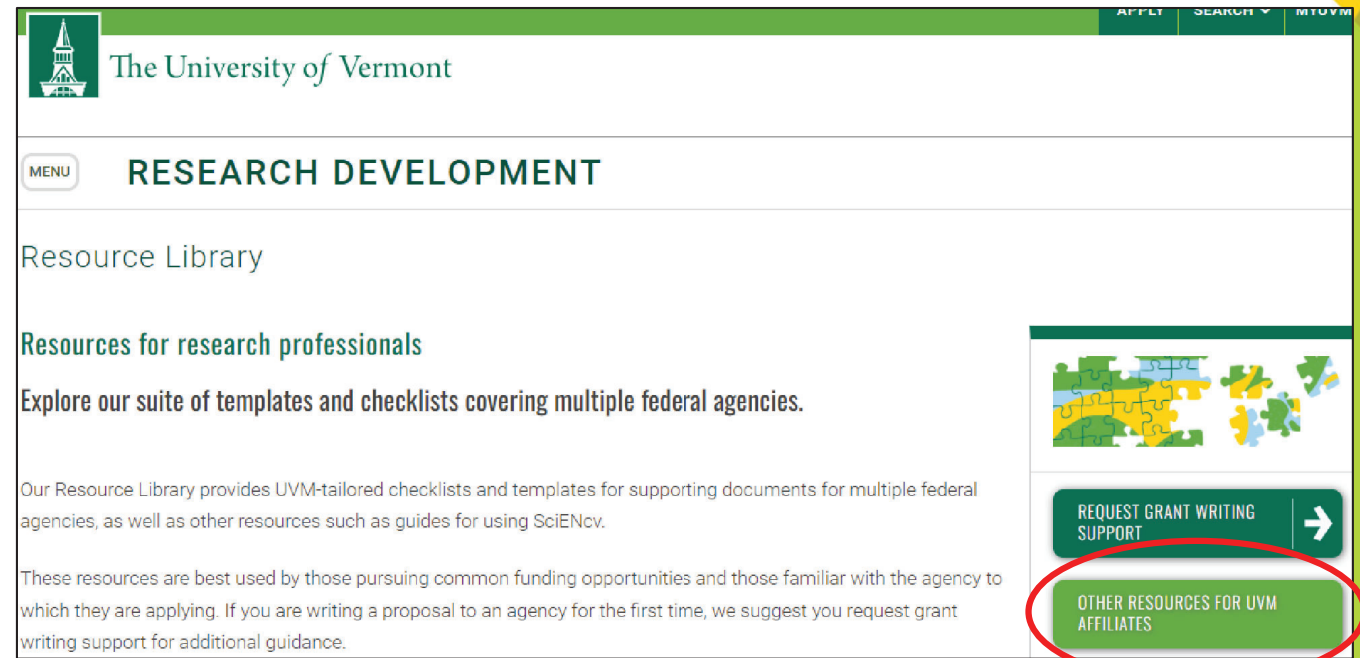 APPLY SEARCH MYUVM
The University of Vermont
MENU RESEARCH DEVELOPMENT
Resource Library
Resources for research professionals
Explore our suite of templates and checklists covering multiple federal agencies.
Our Resource Library provides UVM-tailored checklists and templates for supporting documents for multiple federal
agencies, as well as other resources such as guides for using SciENcv.
These resources are best used by those pursuing common funding opportunities and those familiar with the agency to
which they are applying. If you are writing a proposal to an agency for the first time, we suggest you request grant
writing support for additional guidance.
REQUEST GRANT WRITING
SUPPORT
OTHER RESOURCES FOR UVM
AFFILIATES